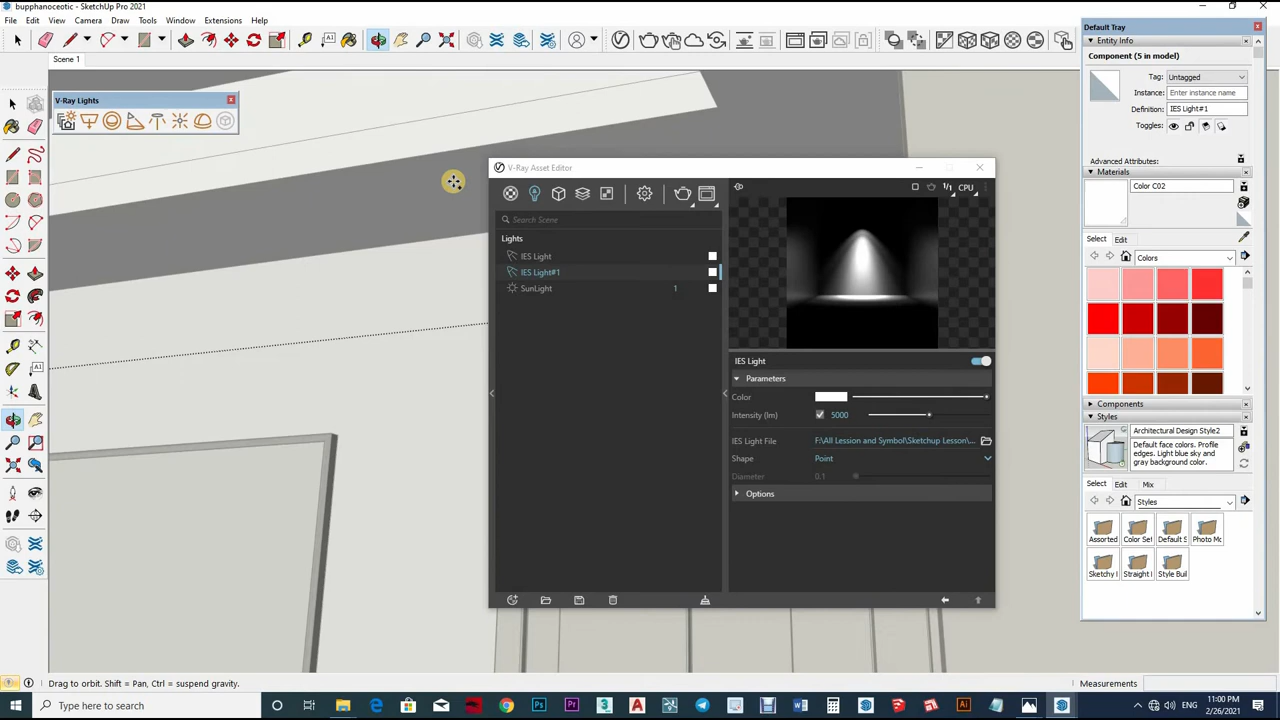 bupphanoceotic - SketchUp Pro 2021
File Edit View Camera Draw Tools Window Extensions Help
Scene 1
V-Ray Lights
V-Ray Asset Editor
Search Scene
Lights
IES Light
IES Light#1
SunLight 1
1/1 CPU
IES Light
Parameters
Color
Intensity (lm) 5000
IES Light File F:\All Lession and Symbol\Sketchup Lesson\...
Shape Point
Diameter 0.1
Options
Default Tray
Entity Info
Component (5 in model)
Tag: Untagged
Instance: Enter instance name
Definition: IES Light#1
Toggles:
Advanced Attributes:
Materials
Color C02
Select Edit
Colors
Components
Styles
Architectural Design Style2
Default face colors. Profile
edges. Light blue sky and
gray background color.
Select Edit Mix
Styles
Assorted Color Set Default S Photo Mo
Sketchy I Straight I Style Buil
Drag to orbit. Shift = Pan, Ctrl = suspend gravity.
Measurements
Type here to search
ENG
11:00 PM
2/26/2021